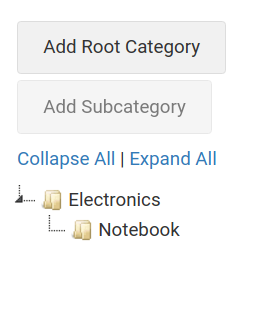 Add Root Category
Add Subcategory
Collapse All | Expand All
Electronics
Notebook